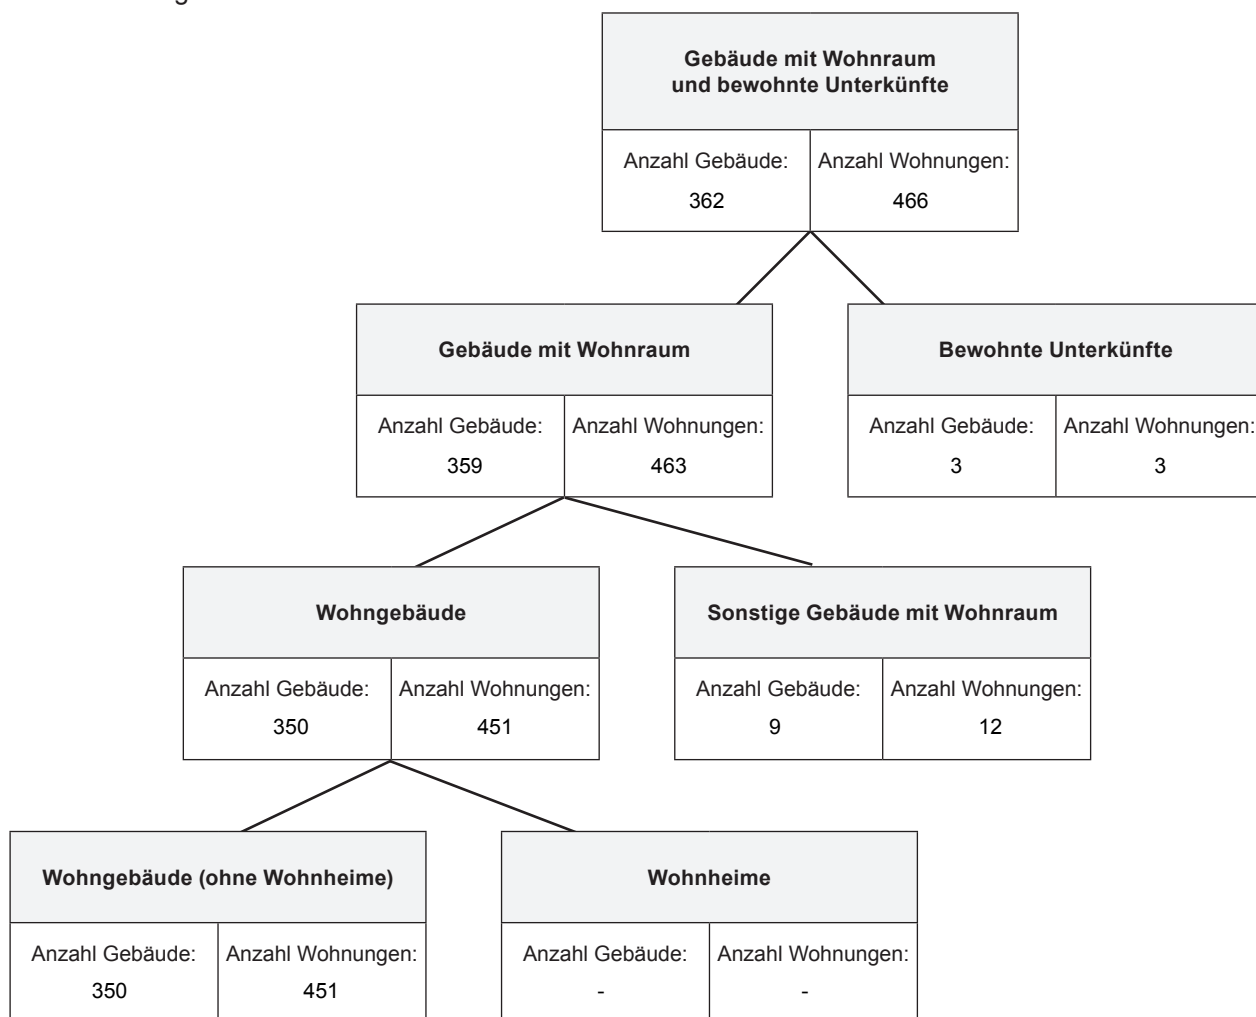 Gebäude mit Wohnraum
und bewohnte Unterkünfte
Anzahl Gebäude: Anzahl Wohnungen:
362 466
Gebäude mit Wohnraum
Bewohnte Unterkünfte
Anzahl Gebäude: Anzahl Wohnungen:
359 463
Anzahl Gebäude: Anzahl Wohnungen:
3 3
Wohngebäude
Sonstige Gebäude mit Wohnraum
Anzahl Gebäude: Anzahl Wohnungen:
350 451
Anzahl Gebäude: Anzahl Wohnungen:
9 12
Wohngebäude (ohne Wohnheime)
Wohnheime
Anzahl Gebäude: Anzahl Wohnungen:
350 451
Anzahl Gebäude: Anzahl Wohnungen:
- -